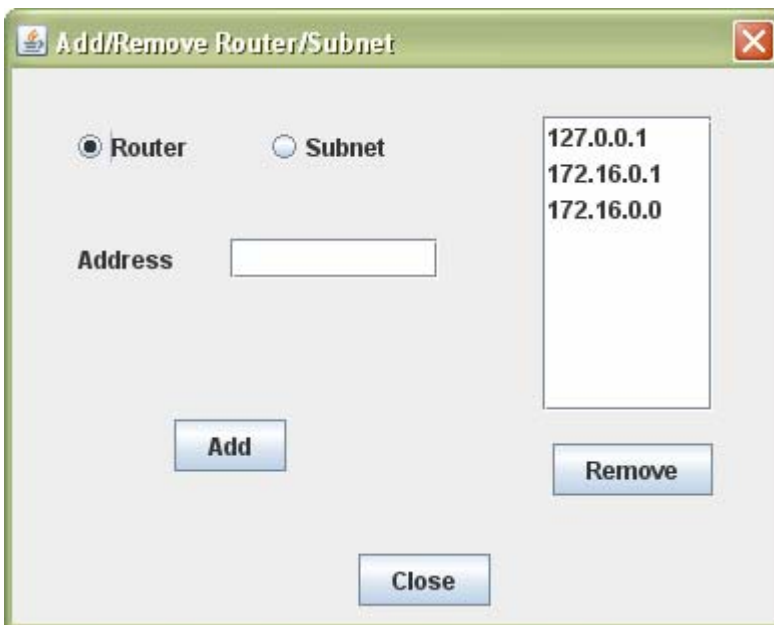 Add/Remove Router/Subnet
Router
Subnet
Address
Add
127.0.0.1
172.16.0.1
172.16.0.0
Remove
Close